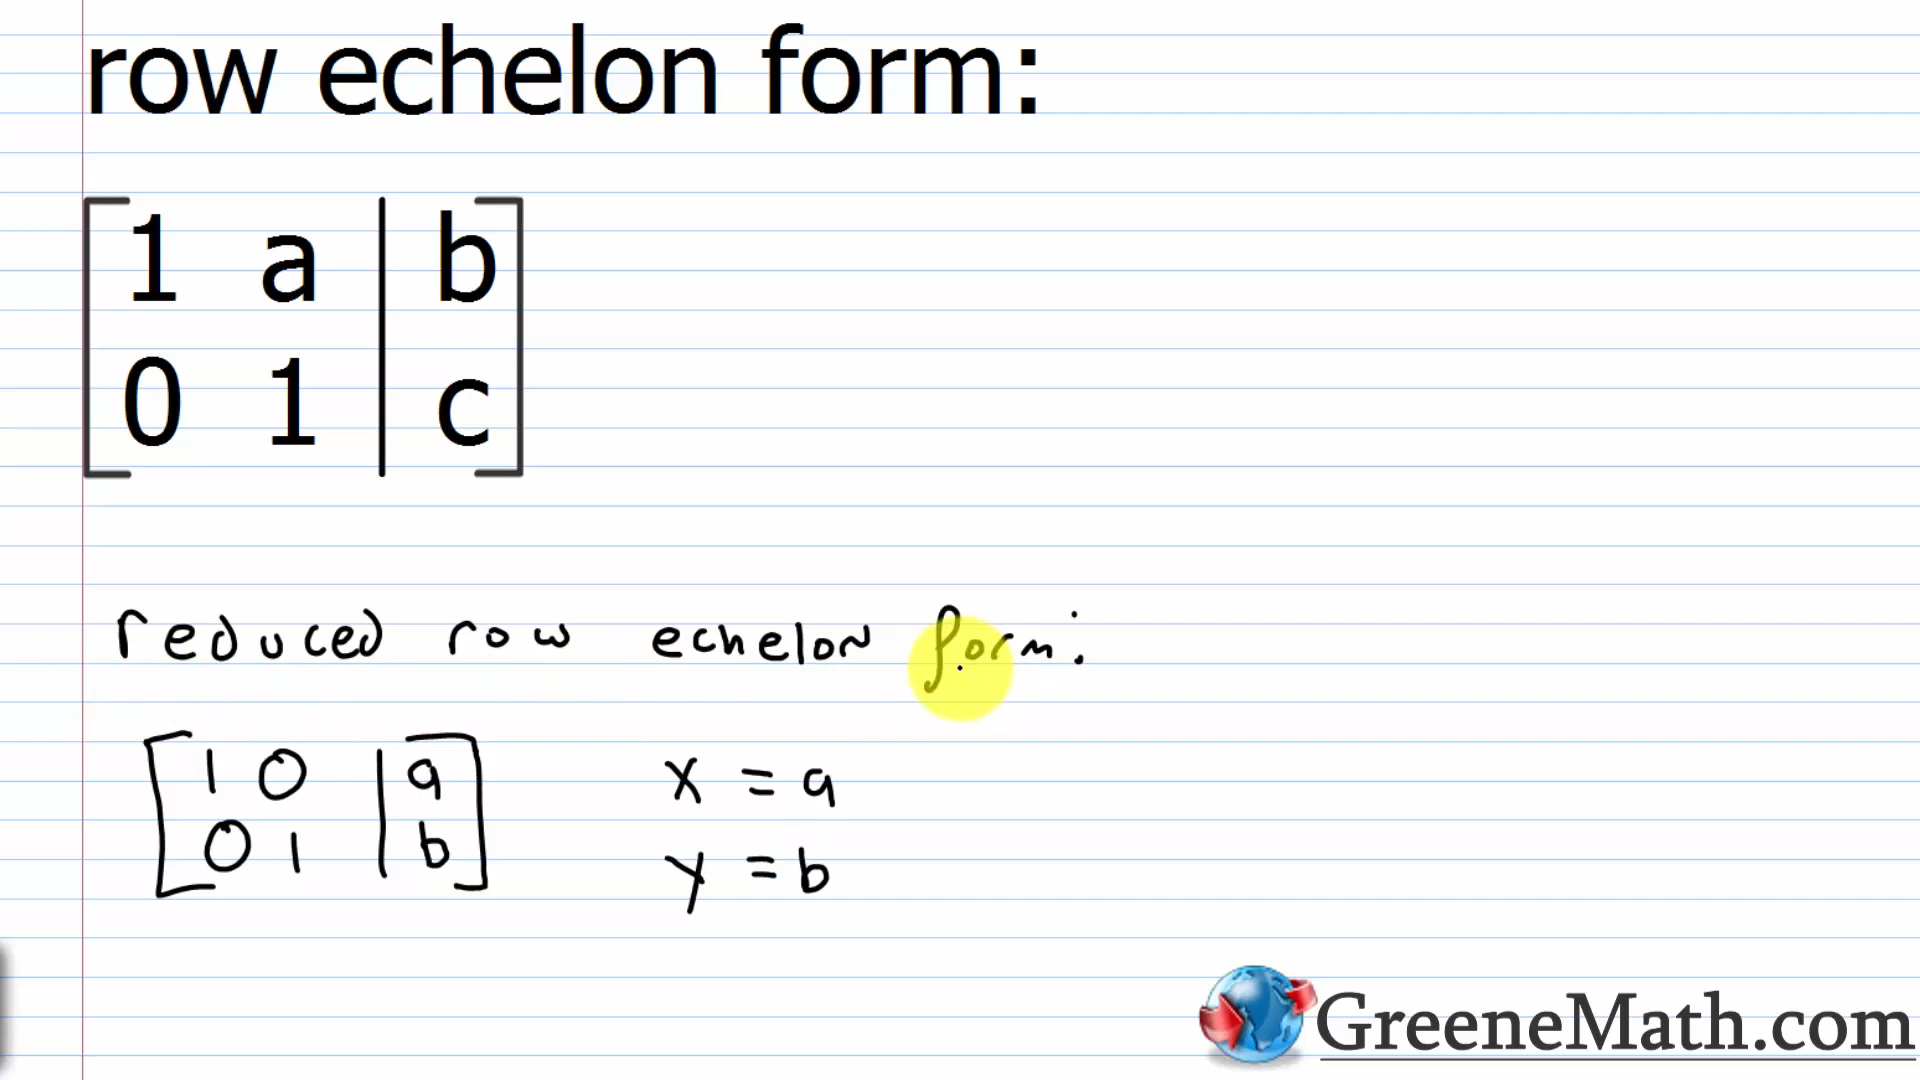 row echelon form:
1 a | b
0 1 | c
reduced row echelon form:
1 0 | a
0 1 | b
x = a
y = b
GreeneMath.com